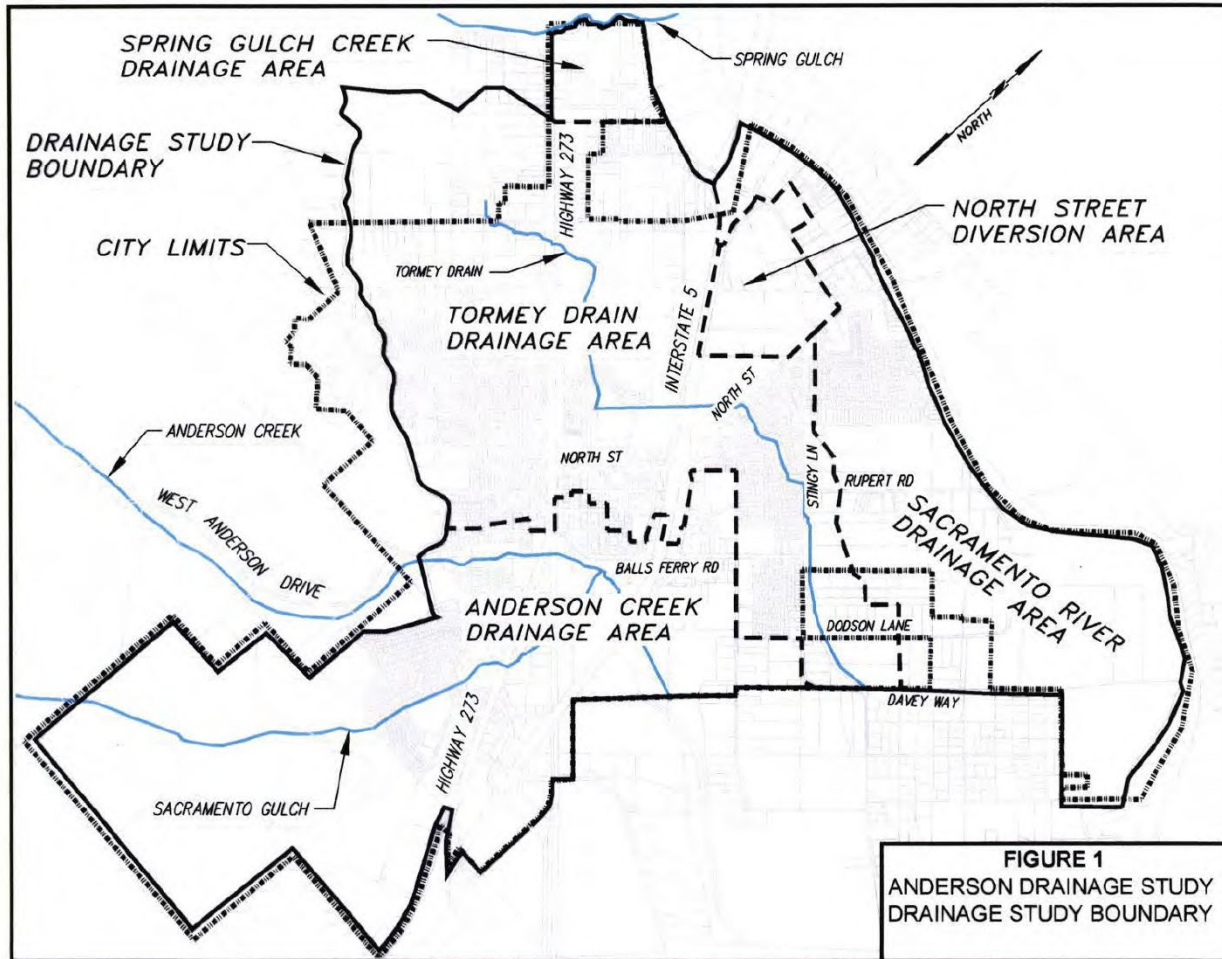 SPRING GULCH CREEK
DRAINAGE AREA
SPRING GULCH
NORTH
DRAINAGE STUDY
BOUNDARY
HIGHWAY 273
NORTH STREET
DIVERSION AREA
CITY LIMITS
TORMEY DRAIN
TORMEY DRAIN
DRAINAGE AREA
INTERSTATE 5
NORTH ST
ANDERSON CREEK
NORTH ST
STINGY LN
RUPERT RD
WEST ANDERSON DRIVE
SACRAMENTO RIVER
DRAINAGE AREA
BALLS FERRY RD
ANDERSON CREEK
DRAINAGE AREA
DODSON LANE
DAVEY WAY
HIGHWAY 273
SACRAMENTO GULCH
FIGURE 1
ANDERSON DRAINAGE STUDY
DRAINAGE STUDY BOUNDARY